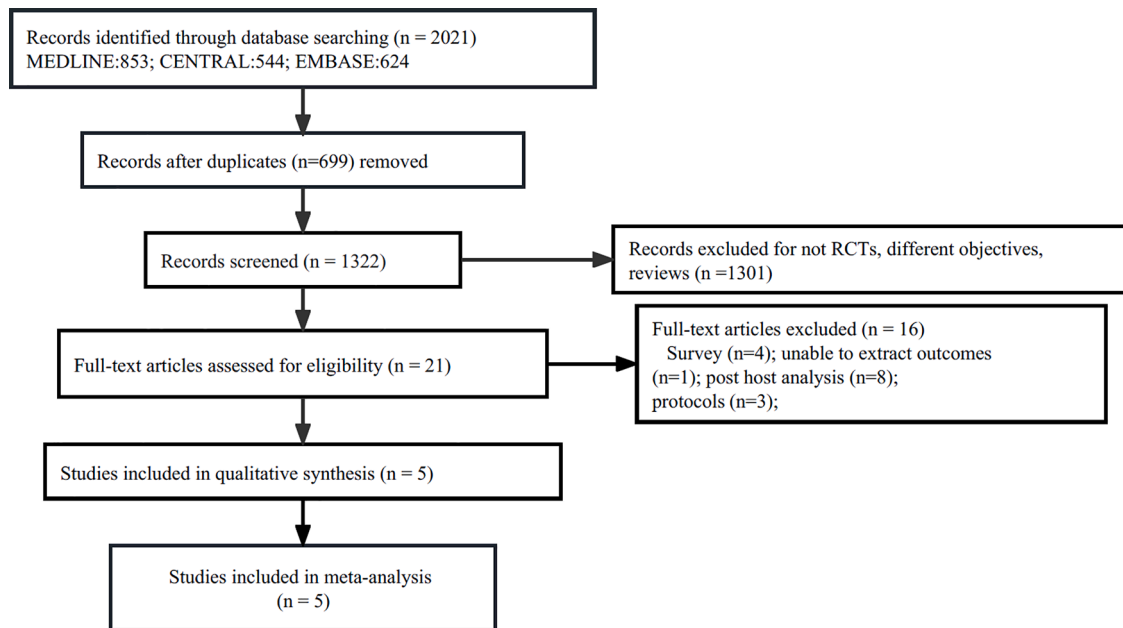 Records identified through database searching (n = 2021)
MEDLINE:853; CENTRAL:544; EMBASE:624
Records after duplicates (n=699) removed
Records screened (n = 1322)
Records excluded for not RCTs, different objectives,
reviews (n =1301)
Full-text articles assessed for eligibility (n = 21)
Full-text articles excluded (n = 16)
Survey (n=4); unable to extract outcomes
(n=1); post host analysis (n=8);
protocols (n=3);
Studies included in qualitative synthesis (n = 5)
Studies included in meta-analysis
(n = 5)